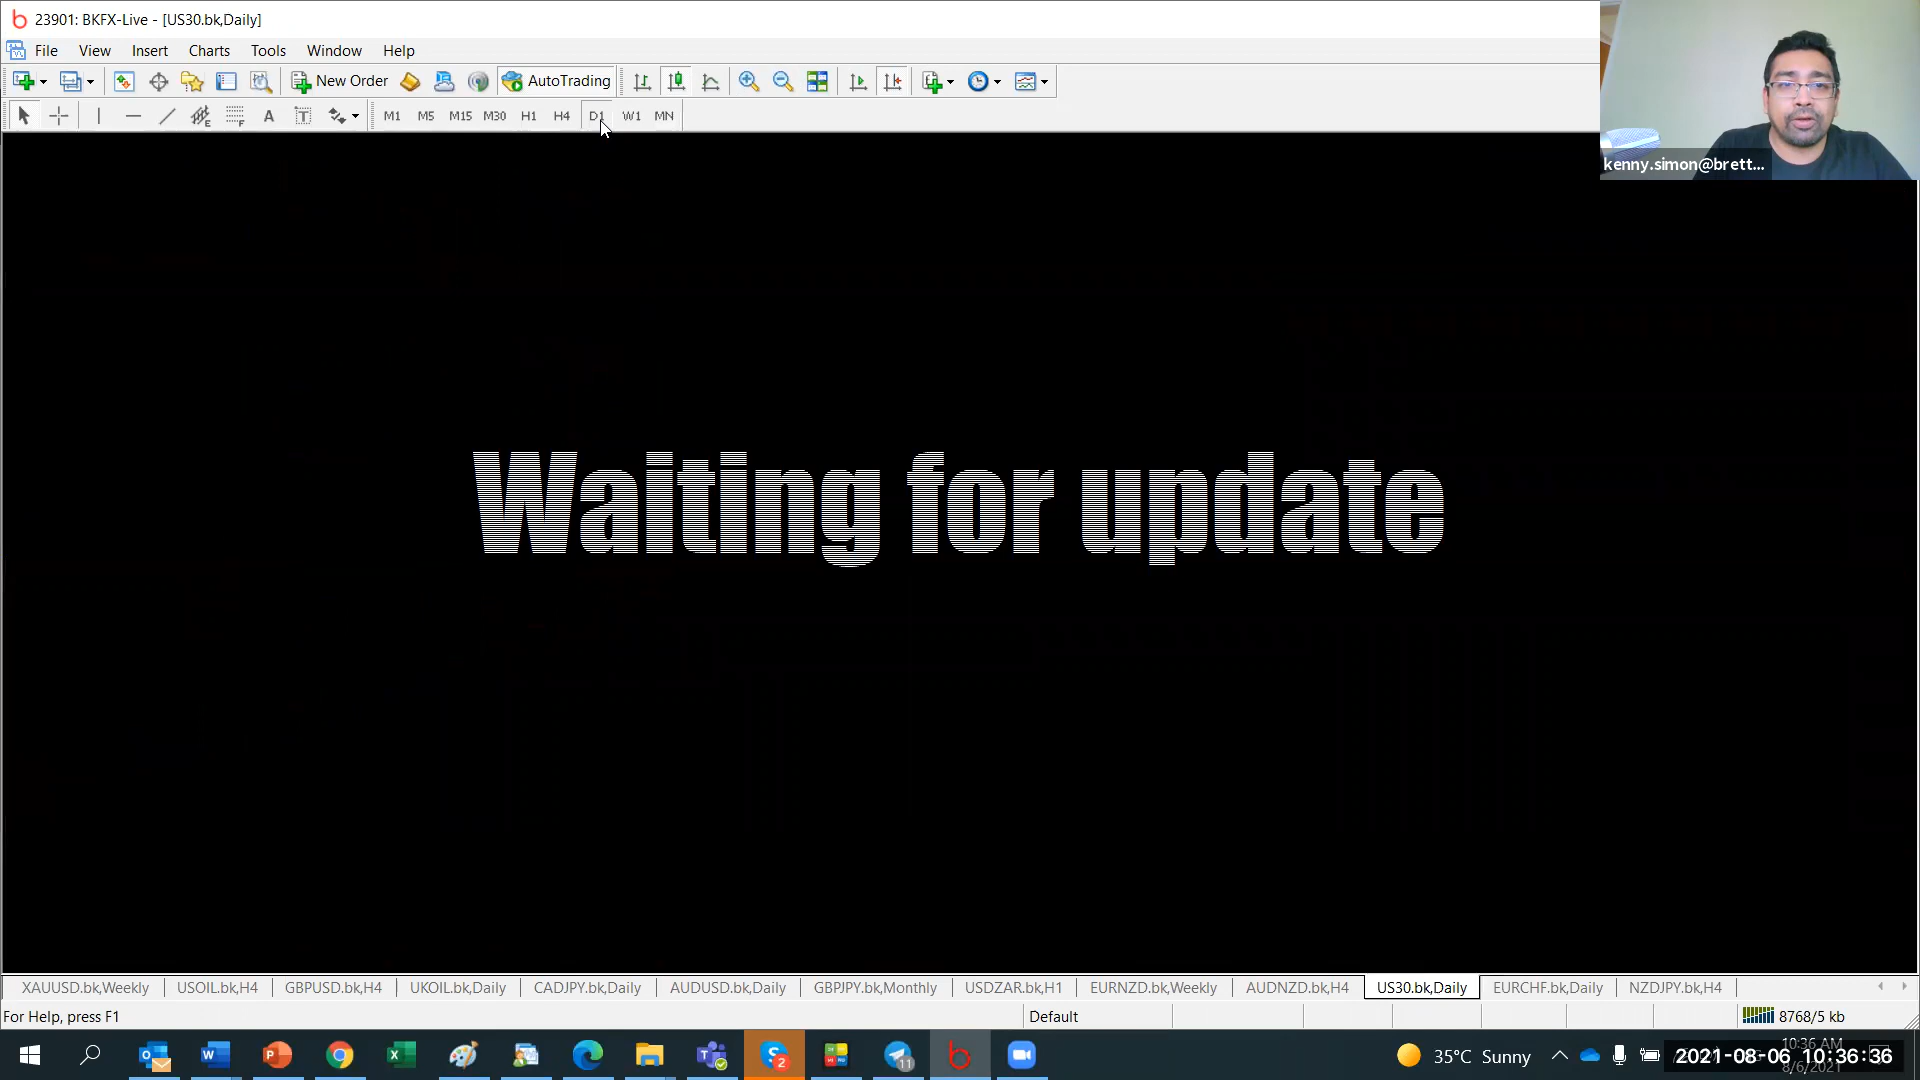 23901: BKFX-Live - [US30.bk,Daily]
File View Insert Charts Tools Window Help
New Order AutoTrading
A T M1 M5 M15 M30 H1 H4 D1 W1 MN
kenny.simon@brett...
Waiting for update
XAUUSD.bk,Weekly USOIL.bk,H4 GBPUSD.bk,H4 UKOIL.bk,Daily CADJPY.bk,Daily AUDUSD.bk,Daily GBPJPY.bk,Monthly USDZAR.bk,H1 EURNZD.bk,Weekly AUDNZD.bk,H4 US30.bk,Daily EURCHF.bk,Daily NZDJPY.bk,H4
For Help, press F1 Default 8768/5 kb
35°C Sunny
10:36 AM
2021-08-06 10:36:36